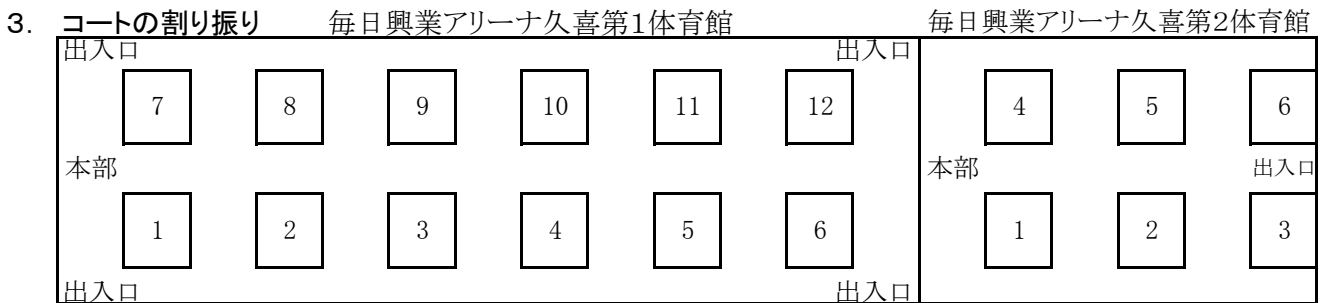 3. コートの割り振り 毎日興業アリーナ久喜第1体育館 毎日興業アリーナ久喜第2体育館
出入口 出入口
7 8 9 10 11 12 4 5 6
本部 本部 出入口
1 2 3 4 5 6 1 2 3
出入口 出入口